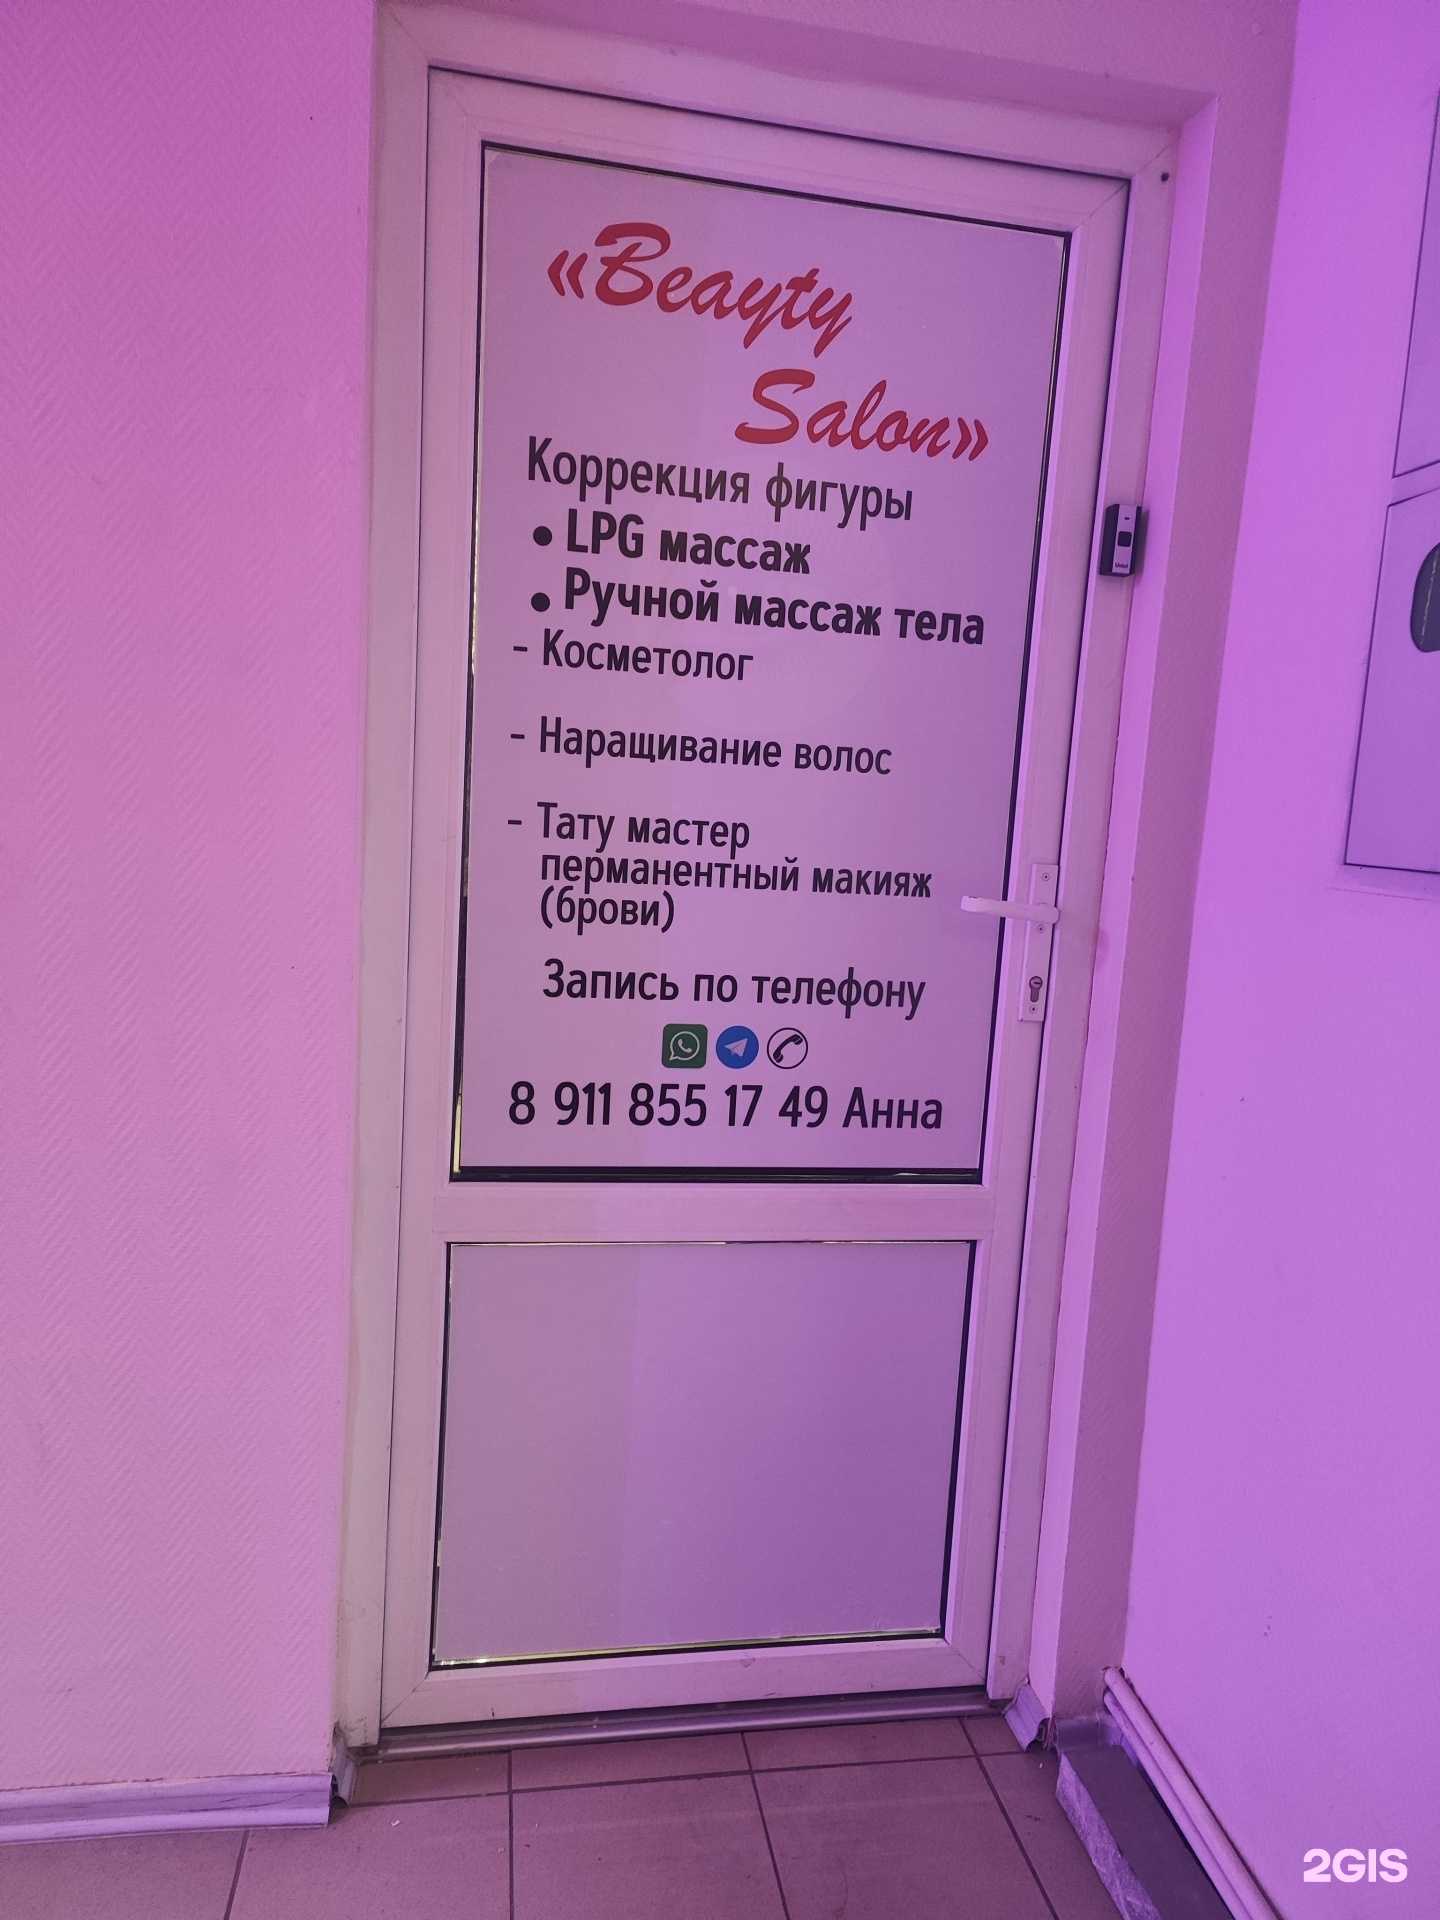 «Beayty
Salon»
Коррекция фигуры
• LPG массаж
• Ручной массаж тела
- Косметолог
- Наращивание волос
- Тату мастер
перманентный макияж
(брови)
Запись по телефону
8 911 855 17 49 Анна
2GIS